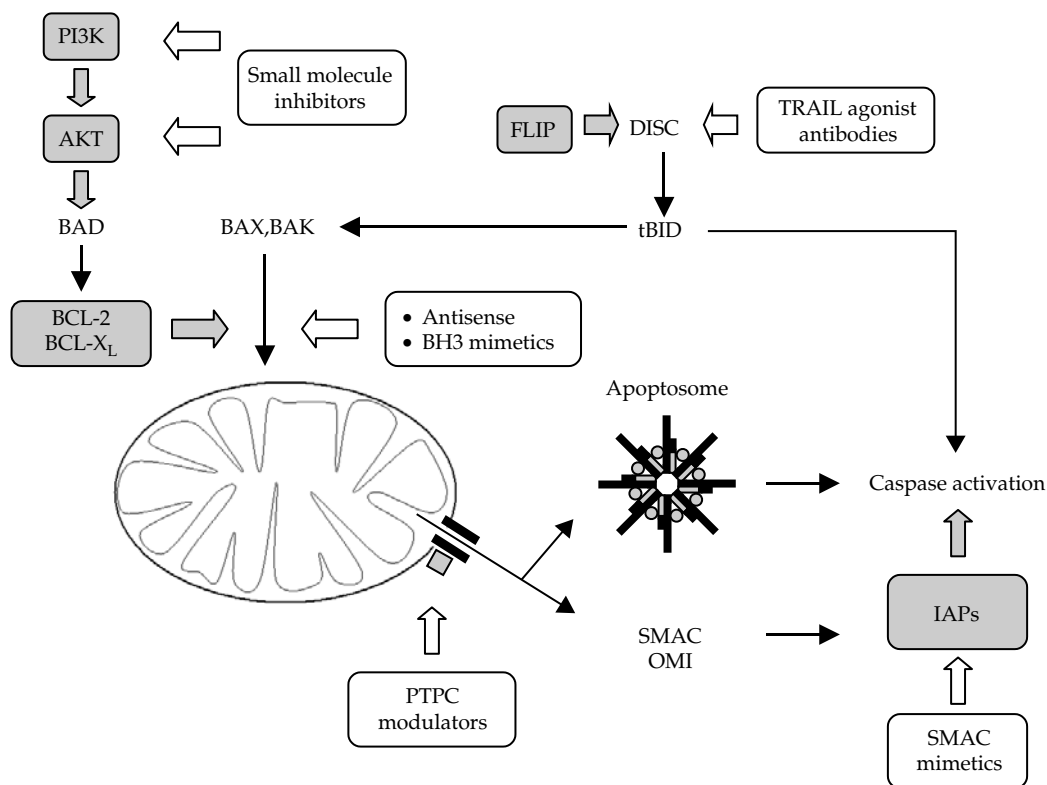 PI3K
Small molecule
inhibitors
AKT
FLIP
DISC
TRAIL agonist
antibodies
BAD
BAX,BAK
tBID
BCL-2
BCL-X_L
• Antisense
• BH3 mimetics
Apoptosome
Caspase activation
IAPs
SMAC
OMI
PTPC
modulators
SMAC
mimetics